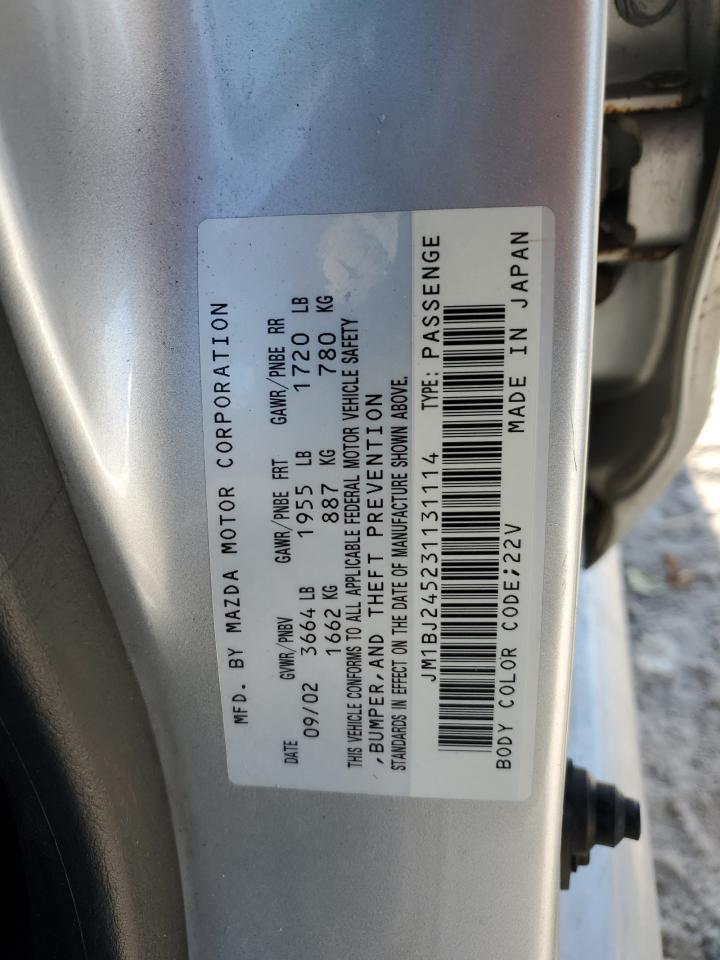 MFD. BY MAZDA MOTOR CORPORATION
DATE GVWR/PNBV GAWR/PNBE FRT GAWR/PNBE RR
09/02 3664 LB 1955 LB 1720 LB
1662 KG 887 KG 780 KG
THIS VEHICLE CONFORMS TO ALL APPLICABLE FEDERAL MOTOR VEHICLE SAFETY
,BUMPER,AND THEFT PREVENTION
STANDARDS IN EFFECT ON THE DATE OF MANUFACTURE SHOWN ABOVE.
JM1BJ245231131114 TYPE: PASSENGE
BODY COLOR CODE;22V MADE IN JAPAN